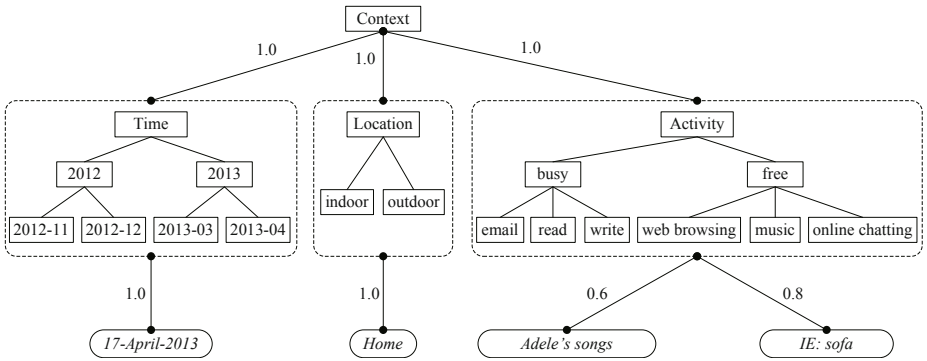 Context
1.0 1.0 1.0
Time Location Activity
2012 2013 busy free
indoor outdoor
2012-11 2012-12 2013-03 2013-04 email read write web browsing music online chatting
1.0 1.0 0.6 0.8
17-April-2013 Home Adele's songs IE: sofa